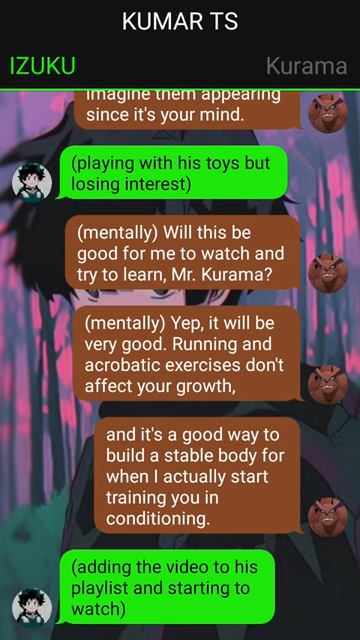 KUMAR TS
IZUKU
Kurama
imagine them appearing
since it's your mind.
(playing with his toys but
losing interest)
(mentally) Will this be
good for me to watch and
try to learn, Mr. Kurama?
(mentally) Yep, it will be
very good. Running and
acrobatic exercises don't
affect your growth,
and it's a good way to
build a stable body for
when I actually start
training you in
conditioning.
(adding the video to his
playlist and starting to
watch)